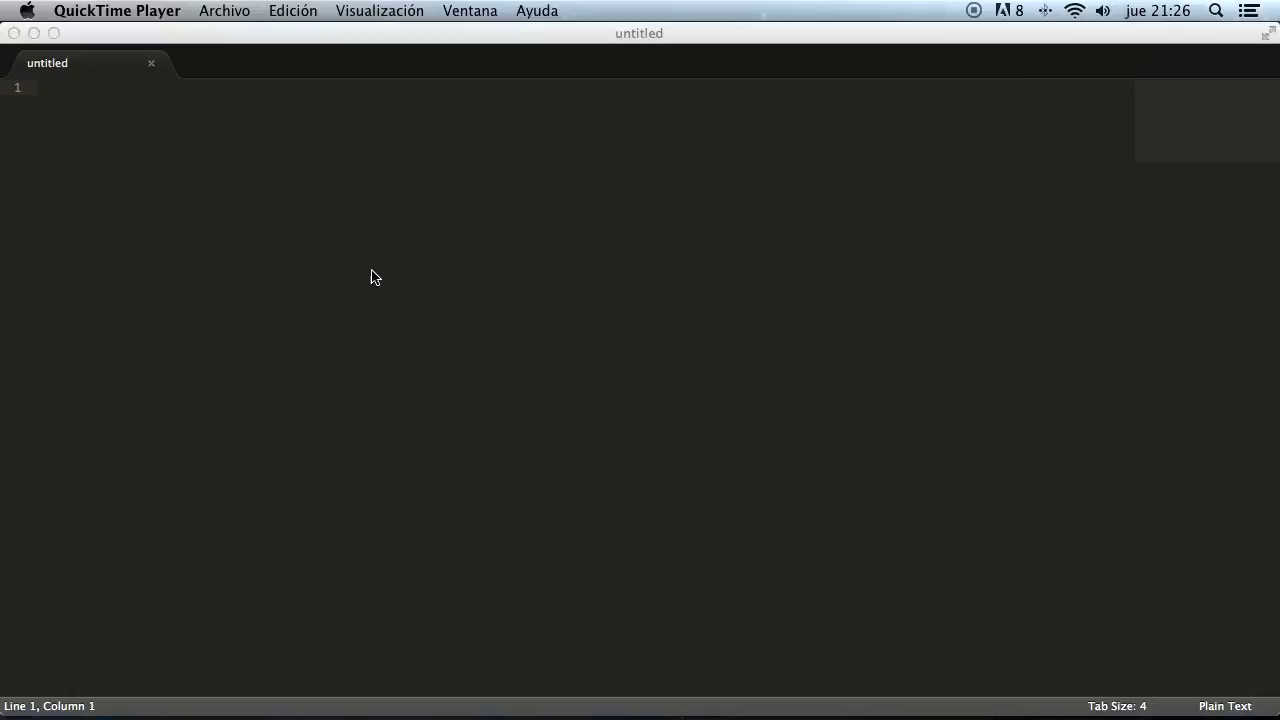 QuickTime Player Archivo Edición Visualización Ventana Ayuda 8 jue 21:26
untitled
untitled
1
Line 1, Column 1 Tab Size: 4 Plain Text